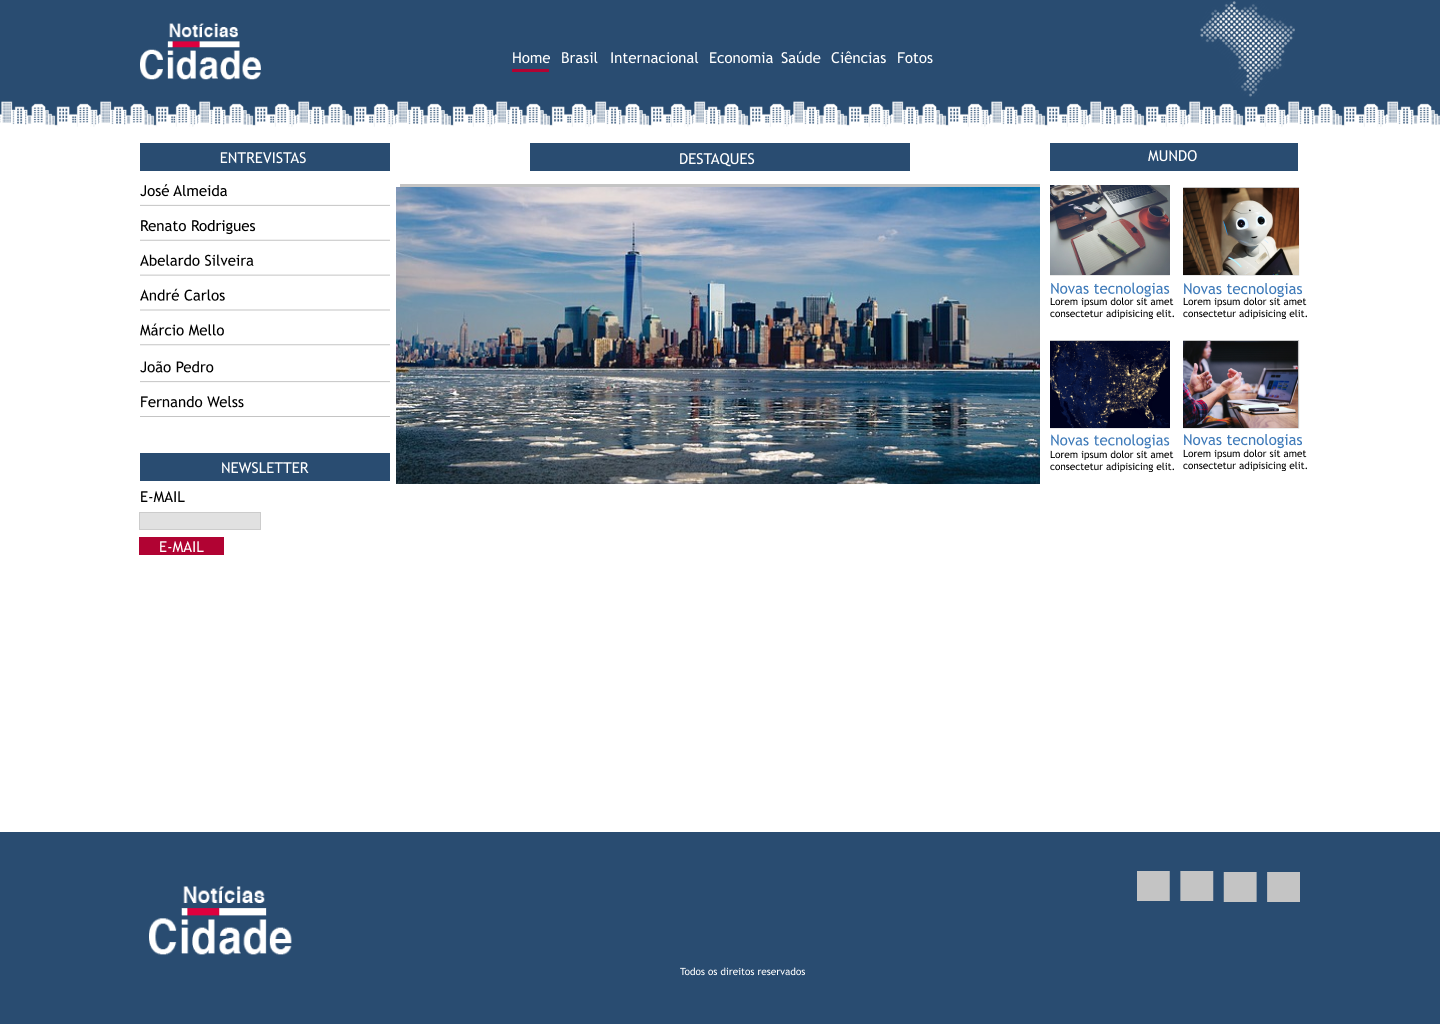 Notícias
Cidade
Home Brasil Internacional Economia Saúde Ciências Fotos
ENTREVISTAS
José Almeida
Renato Rodrigues
Abelardo Silveira
André Carlos
Márcio Mello
João Pedro
Fernando Welss
NEWSLETTER
E-MAIL
E-MAIL
DESTAQUES
MUNDO
Novas tecnologias
Lorem ipsum dolor sit amet
consectetur adipisicing elit.
Novas tecnologias
Lorem ipsum dolor sit amet
consectetur adipisicing elit.
Novas tecnologias
Lorem ipsum dolor sit amet
consectetur adipisicing elit.
Novas tecnologias
Lorem ipsum dolor sit amet
consectetur adipisicing elit.
Notícias
Cidade
Todos os direitos reservados